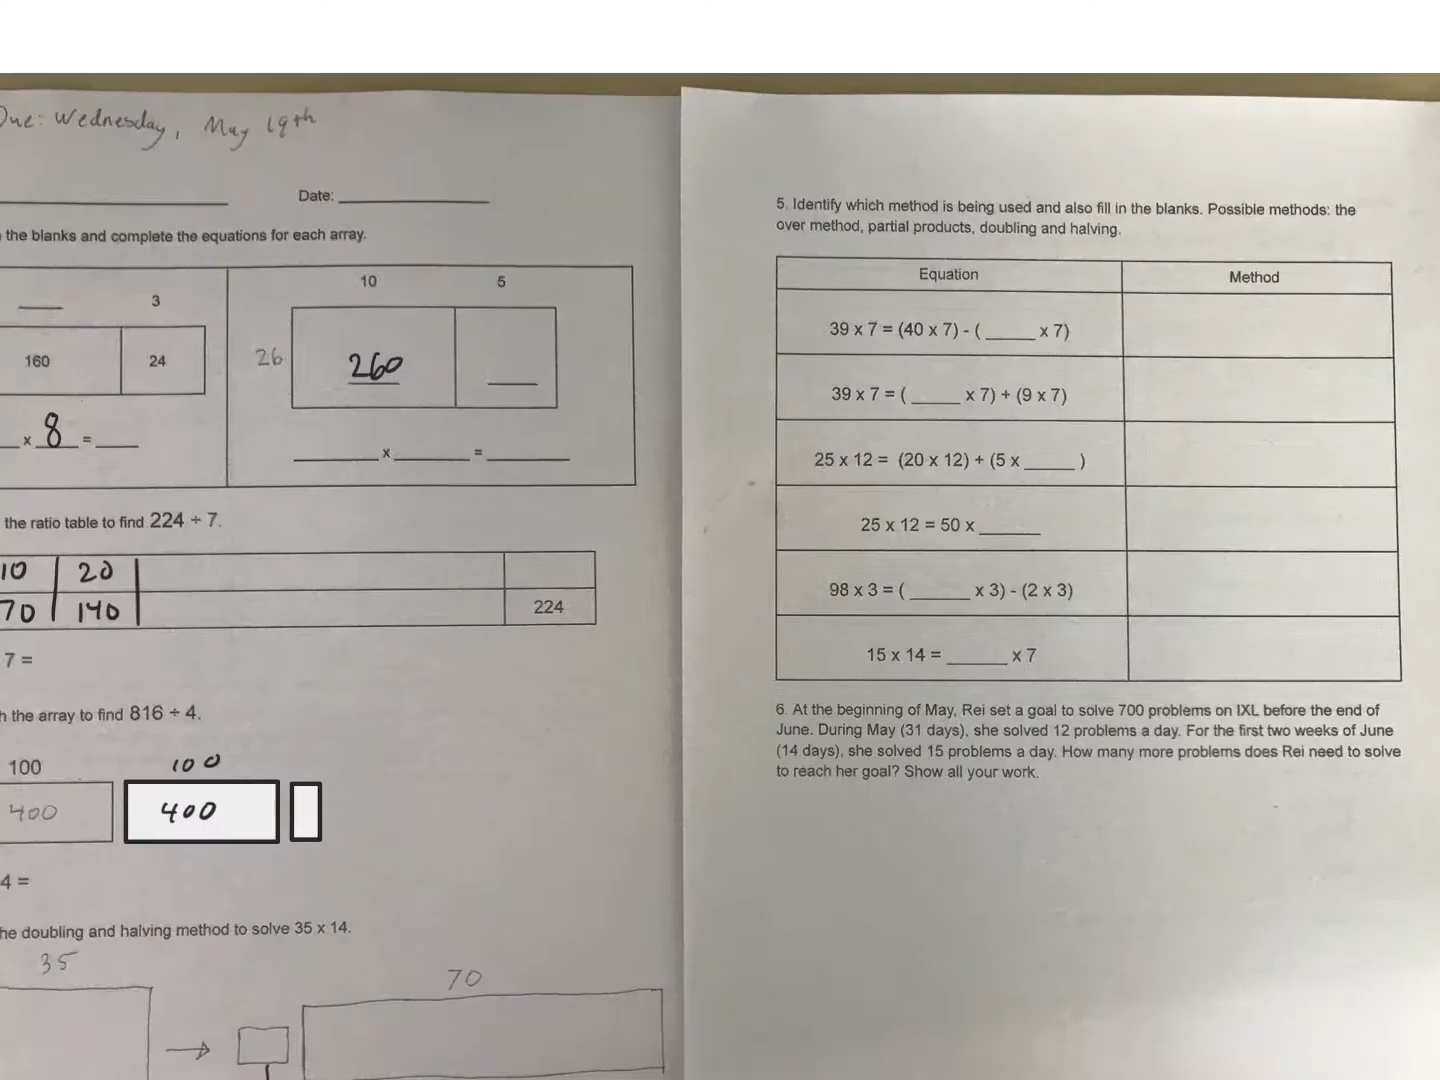 Due: Wednesday, May 19th
Date:
the blanks and complete the equations for each array.
3
160 24
x 8 =
10 5
26 260
x =
the ratio table to find 224 ÷ 7.
10 20
70 140 224
7 =
the array to find 816 ÷ 4.
100 100
400 400
4 =
he doubling and halving method to solve 35 x 14.
35 70
5. Identify which method is being used and also fill in the blanks. Possible methods: the
over method, partial products, doubling and halving.
Equation Method
39 x 7 = (40 x 7) - ( _____ x 7)
39 x 7 = ( _____ x 7) + (9 x 7)
25 x 12 = (20 x 12) + (5 x _____ )
25 x 12 = 50 x ______
98 x 3 = ( ______ x 3) - (2 x 3)
15 x 14 = ______ x 7
6. At the beginning of May, Rei set a goal to solve 700 problems on IXL before the end of
June. During May (31 days), she solved 12 problems a day. For the first two weeks of June
(14 days), she solved 15 problems a day. How many more problems does Rei need to solve
to reach her goal? Show all your work.